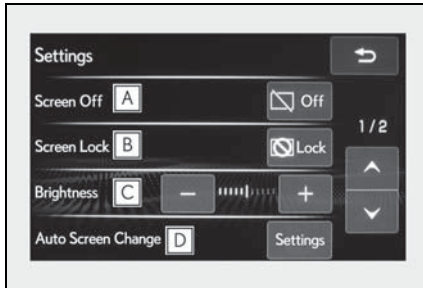 Settings
Screen Off A Off
1/2
Screen Lock B Lock
Brightness C - +
Auto Screen Change D Settings